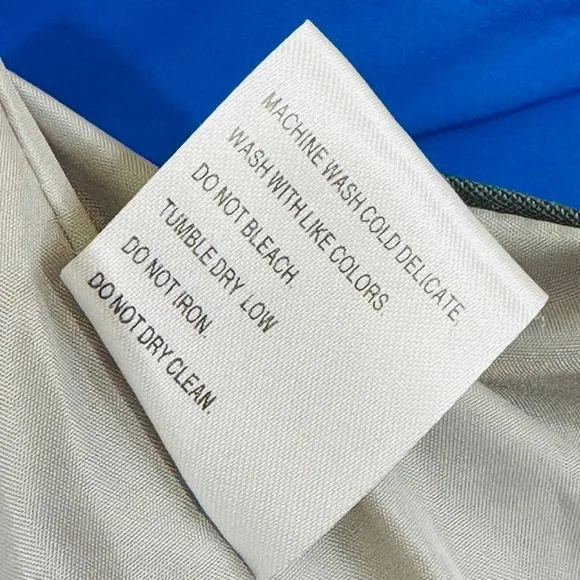 MACHINE WASH COLD DELICATE,
WASH WITH LIKE COLORS.
DO NOT BLEACH.
TUMBLE DRY LOW
DO NOT IRON.
DO NOT DRY CLEAN.